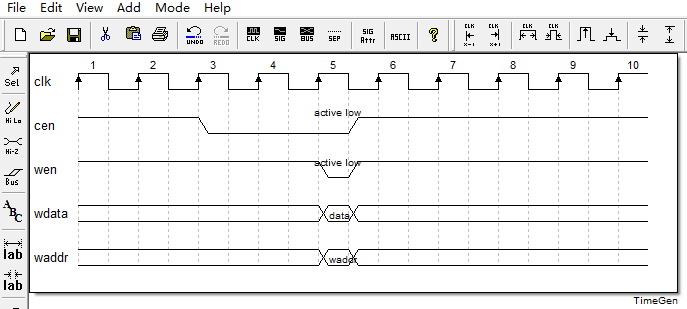 File Edit View Add Mode Help
UNDO REDO CLK SIG BUS SEP SIG Attr ASCII ? CLK x-1 CLK x+1 CLK CLK
Sel
Hi Lo
Hi-Z
Bus
ABC
lab
lab
1 2 3 4 5 6 7 8 9 10
clk
active low
cen
active low
wen
wdata data
waddr waddr
TimeGen